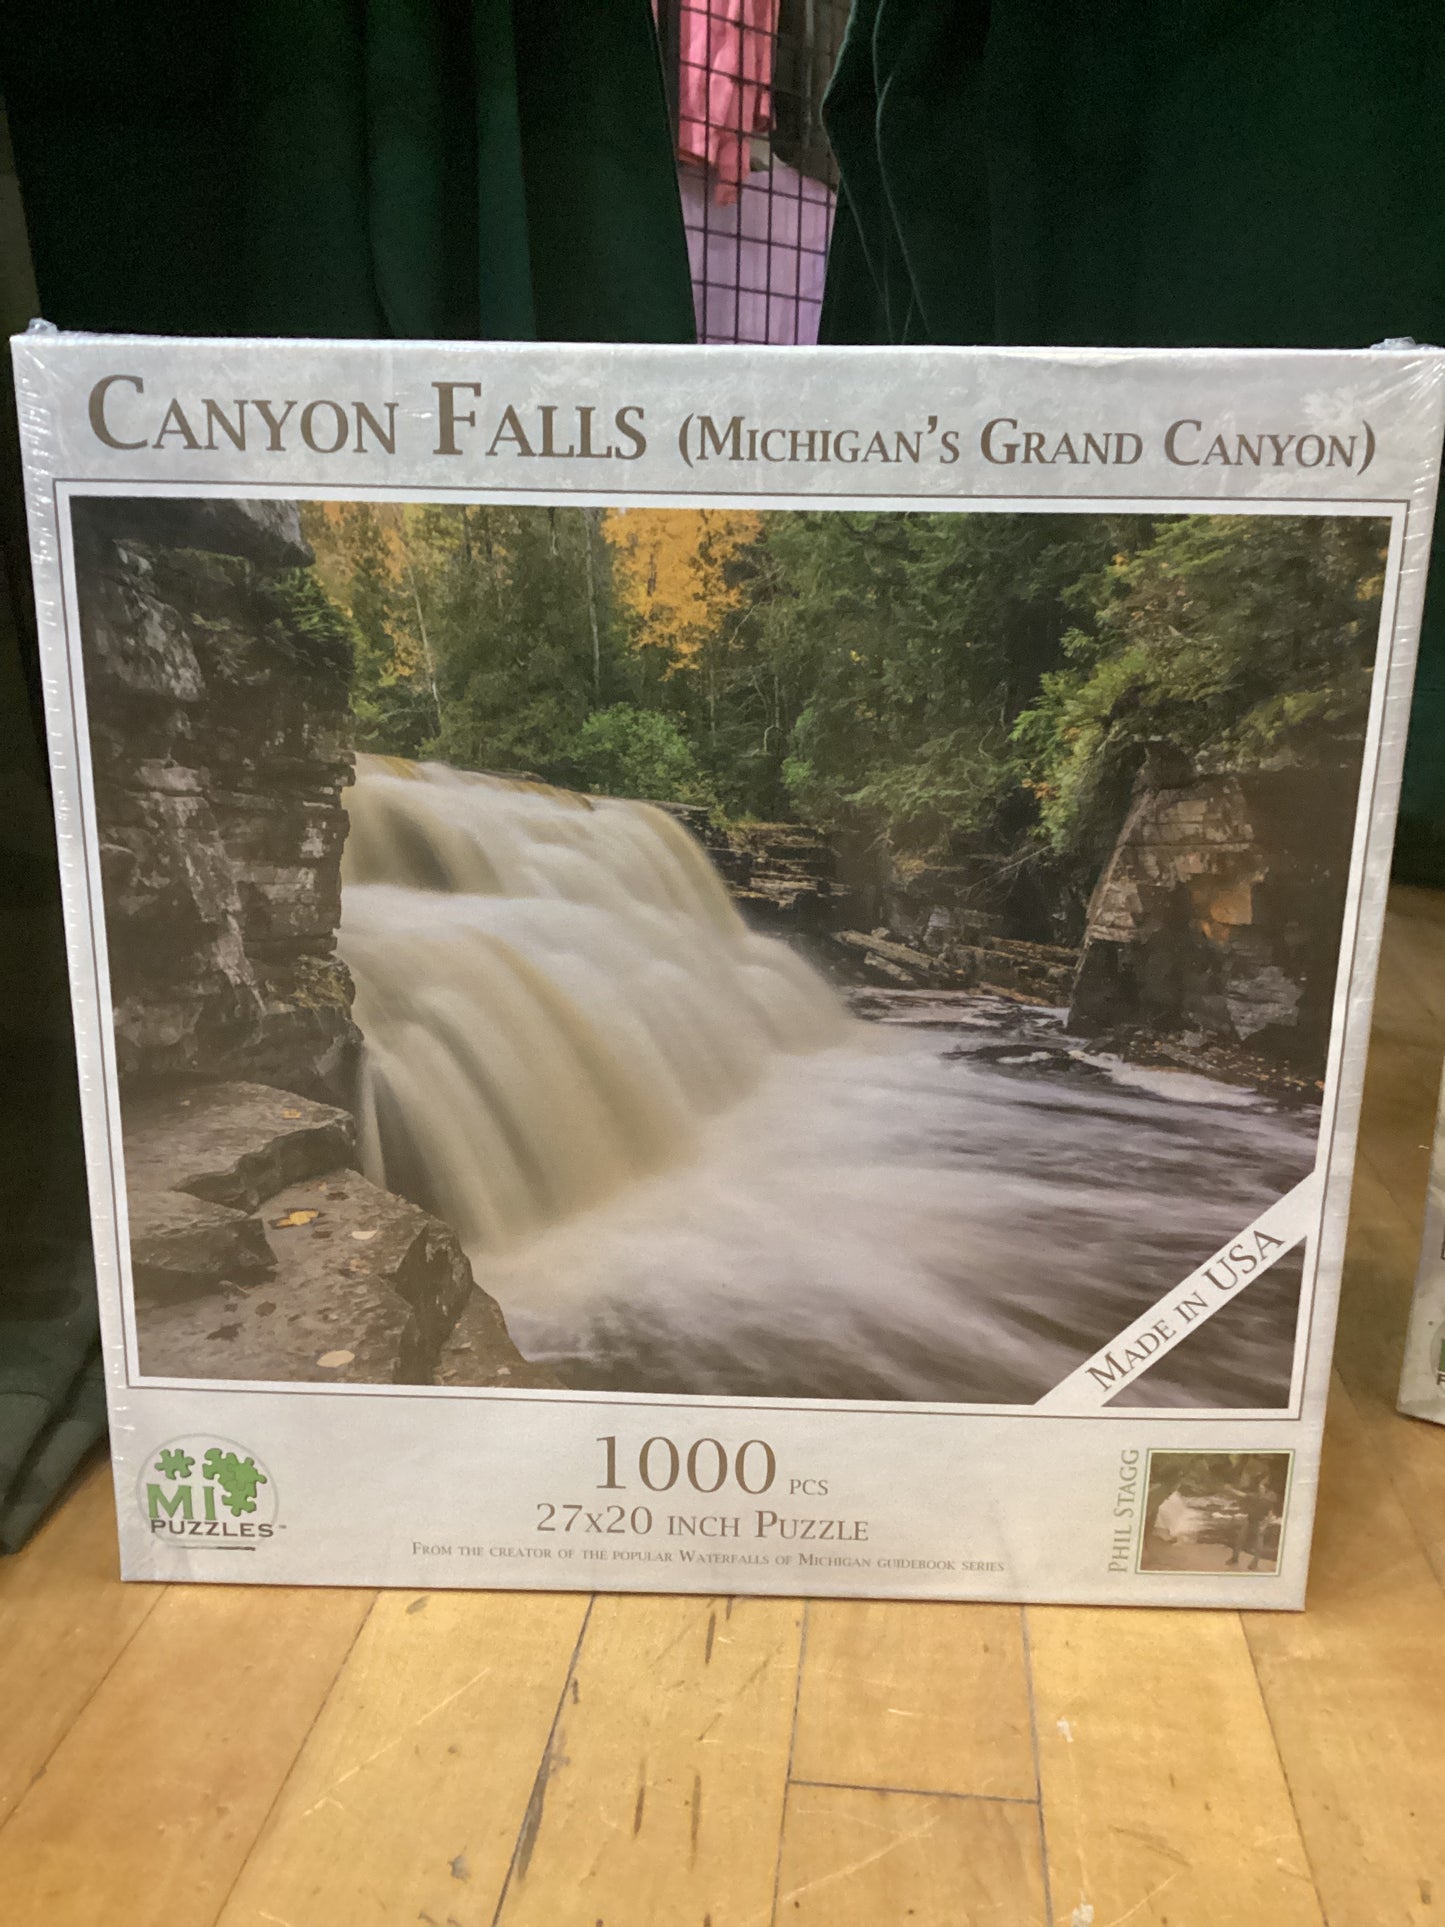 Canyon Falls (Michigan's Grand Canyon)
Made in USA
MI
PUZZLES™
1000 PCS
27x20 inch Puzzle
From the creator of the popular Waterfalls of Michigan guidebook series
Phil Stagg